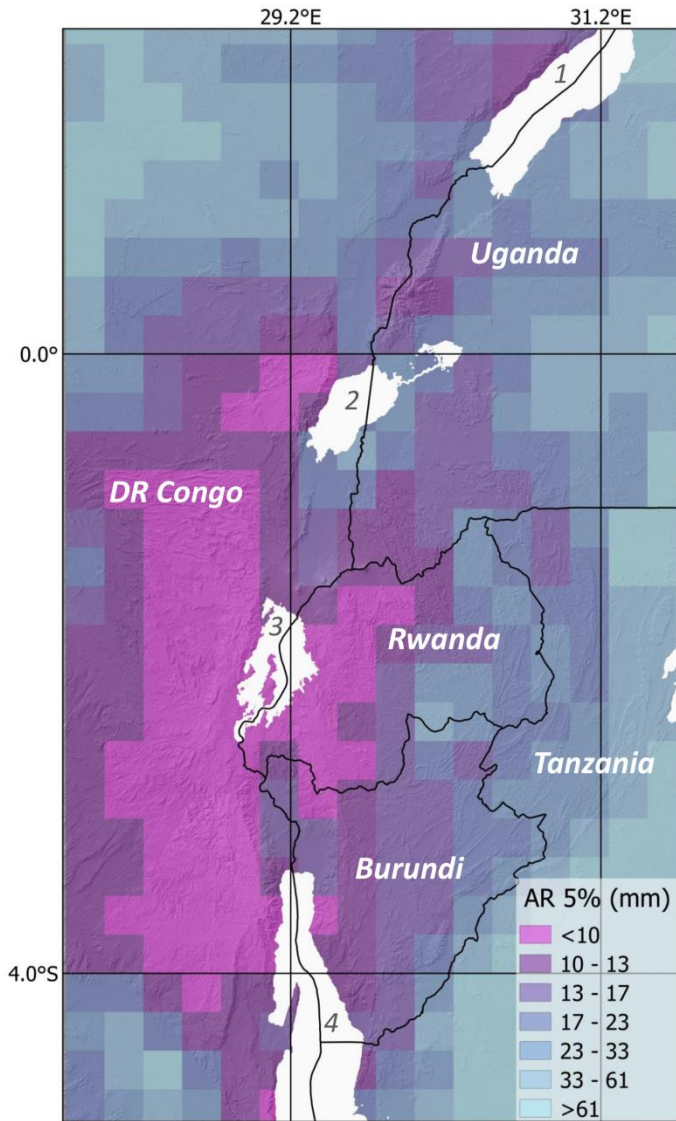 29.2°E 31.2°E
1
Uganda
0.0°
2
DR Congo
3
Rwanda
Tanzania
Burundi
AR 5% (mm)
<10
10 - 13
4.0°S
13 - 17
4
17 - 23
23 - 33
33 - 61
>61